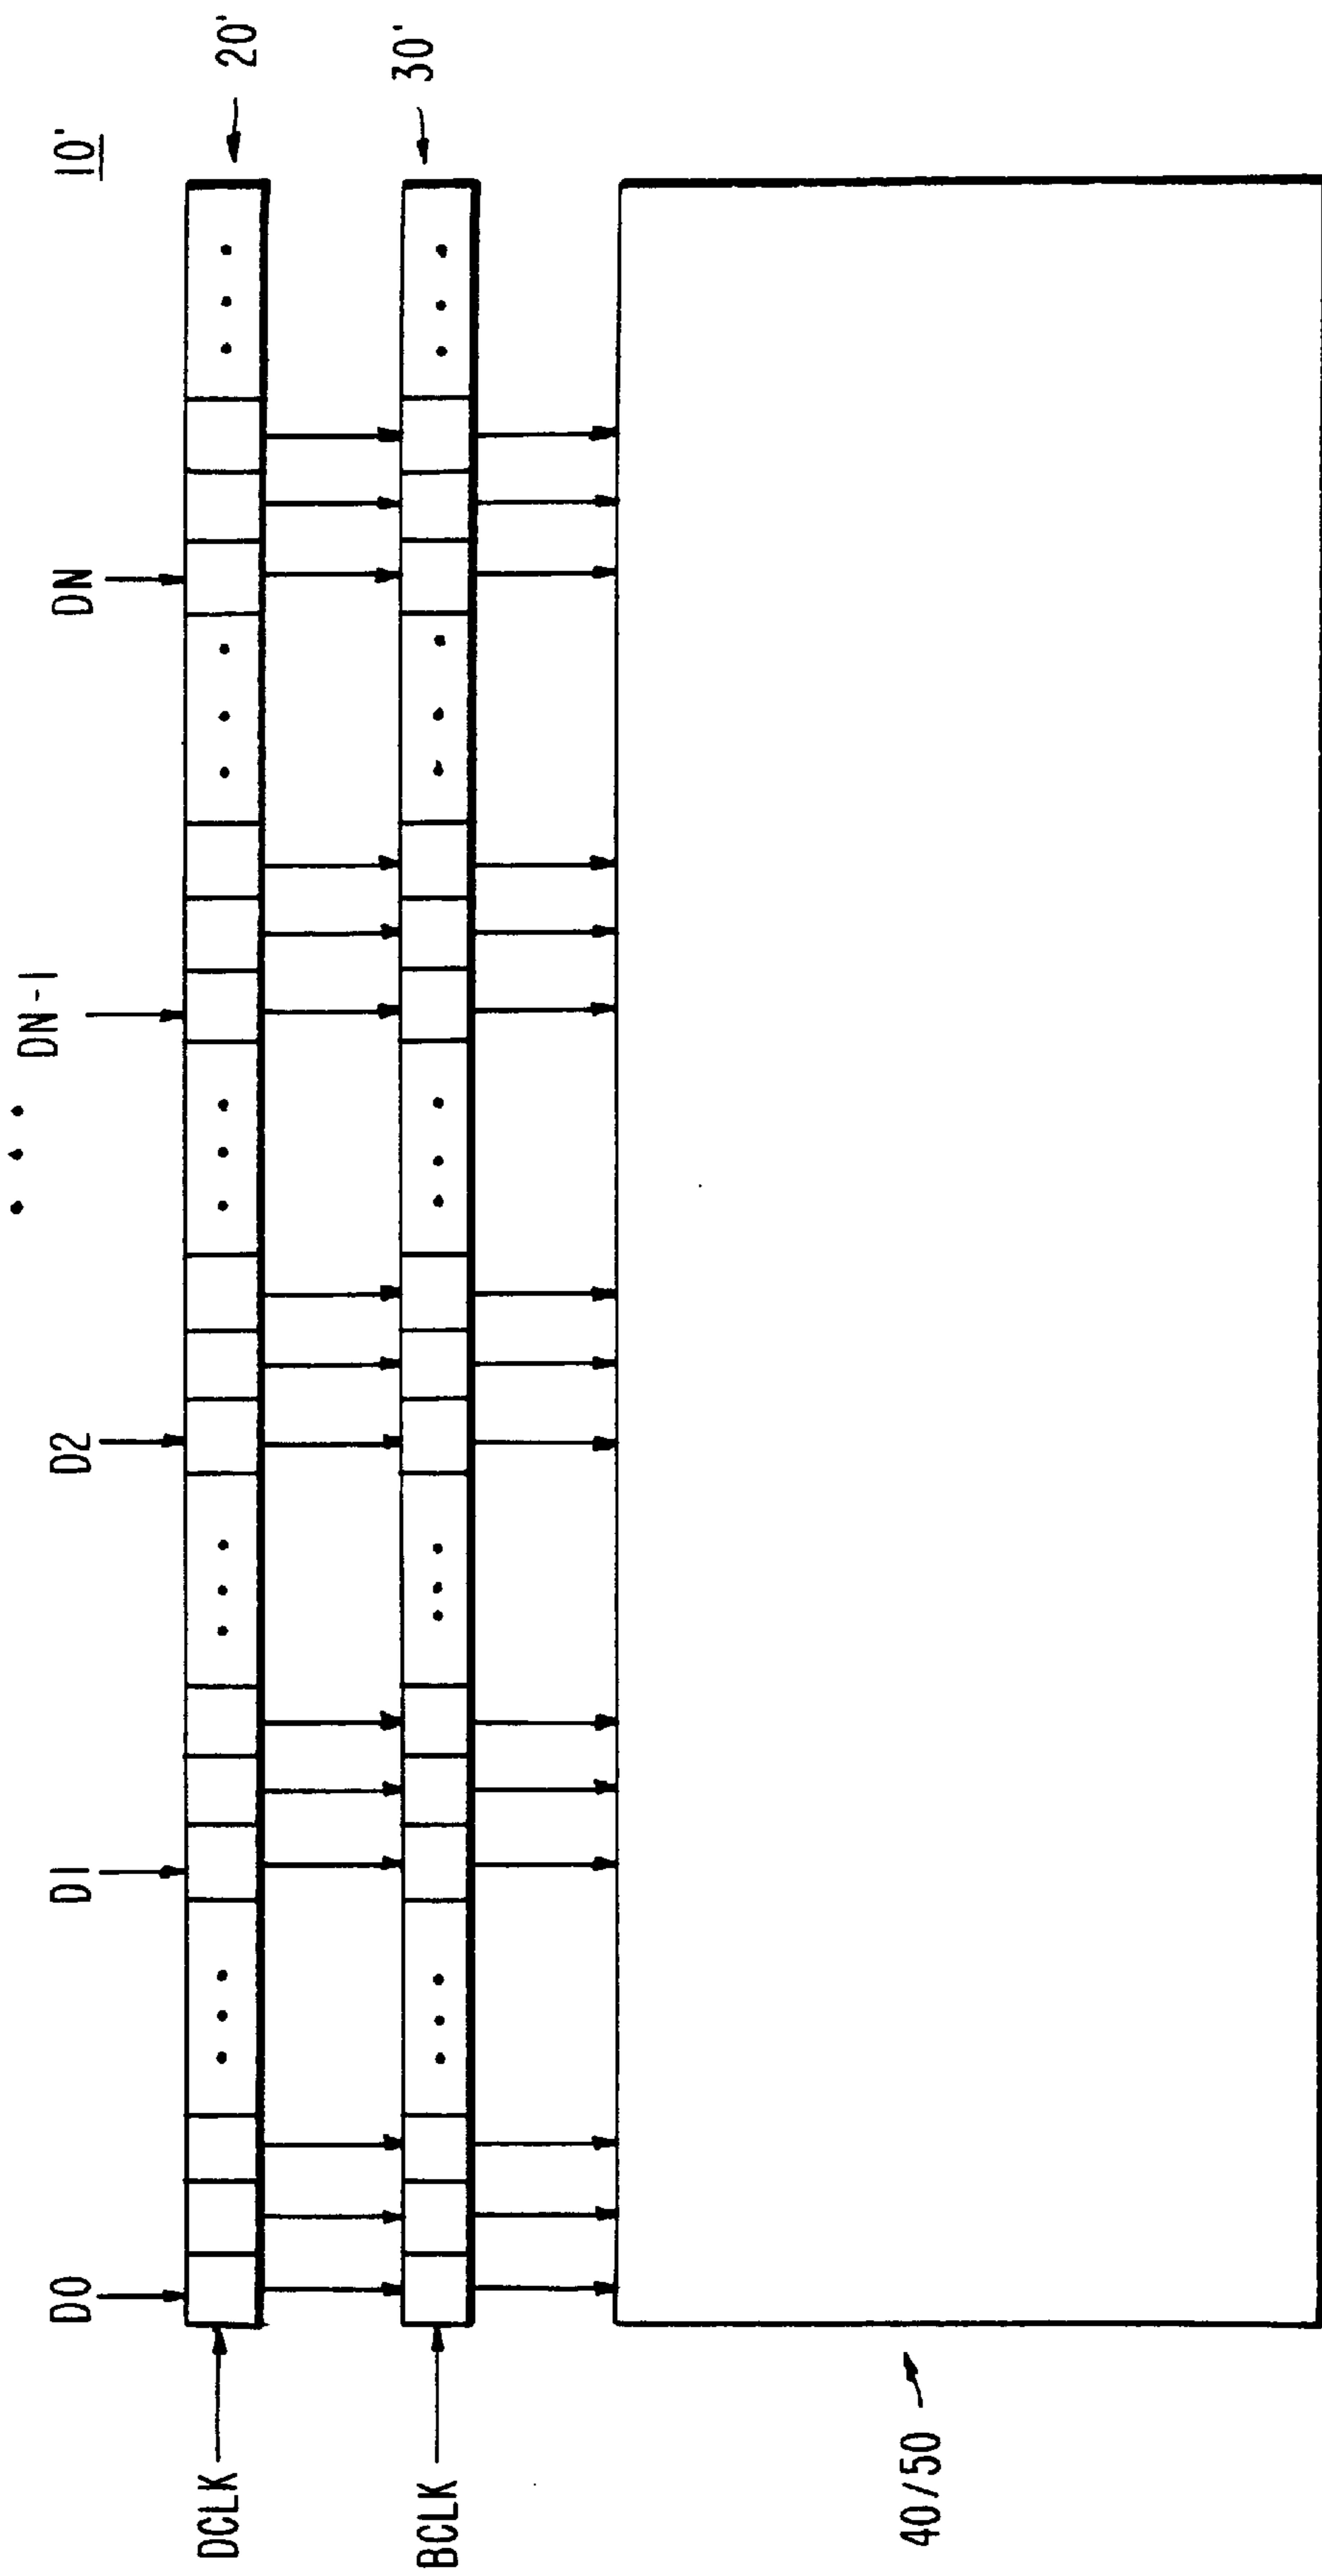 10'
D0
D1
D2
• • •
DN-1
DN
DCLK
20'
BCLK
30'
40/50